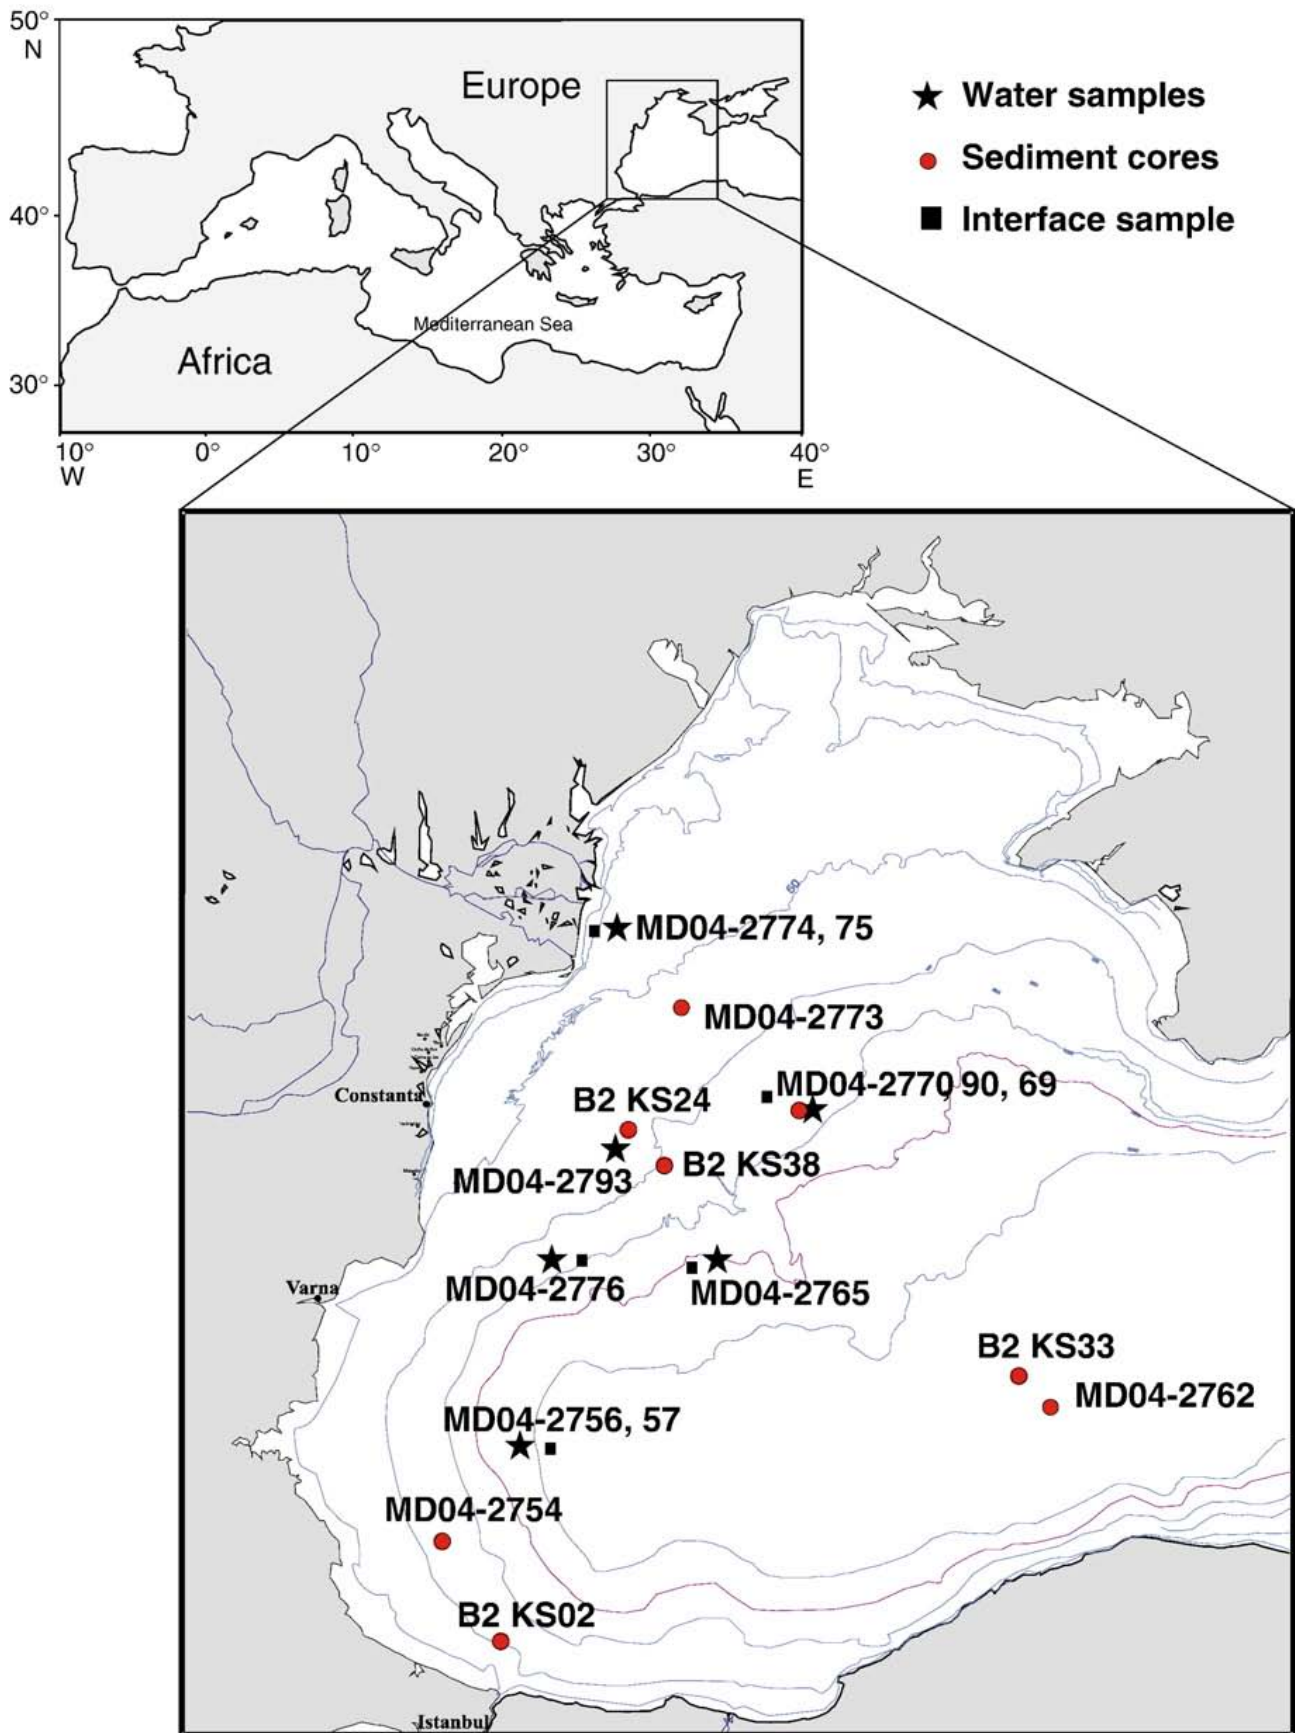 50°
N
Europe
Water samples
Sediment cores
Interface sample
40°
Mediterranean Sea
Africa
30°
10° 0° 10° 20° 30° 40°
W E
60
MD04-2774, 75
MD04-2773
MD04-2770,90, 69
Constanta
B2 KS24
B2 KS38
MD04-2793
Varna
MD04-2776
MD04-2765
B2 KS33
MD04-2762
MD04-2756, 57
MD04-2754
B2 KS02
Istanbul